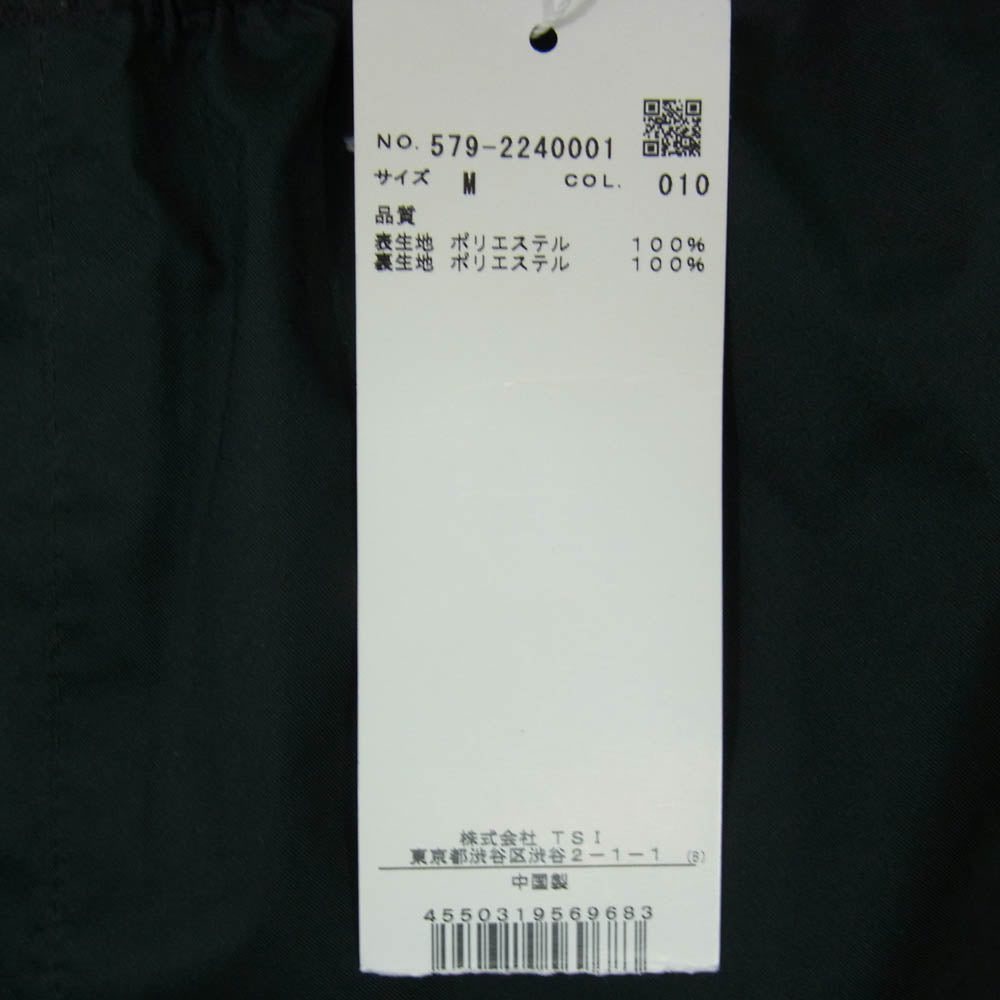 NO. 579-2240001
サイズ M COL. 010
品質
表生地 ポリエステル 100%
裏生地 ポリエステル 100%
株式会社 TSI
東京都渋谷区渋谷2-1-1 (B)
中国製
4550319569683